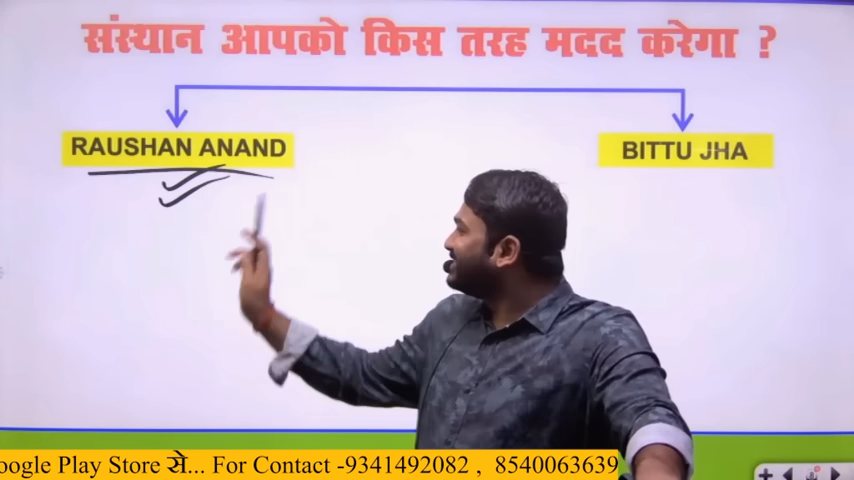 संस्थान आपको किस तरह मदद करेगा ?
RAUSHAN ANAND
BITTU JHA
oogle Play Store से... For Contact -9341492082 , 8540063639